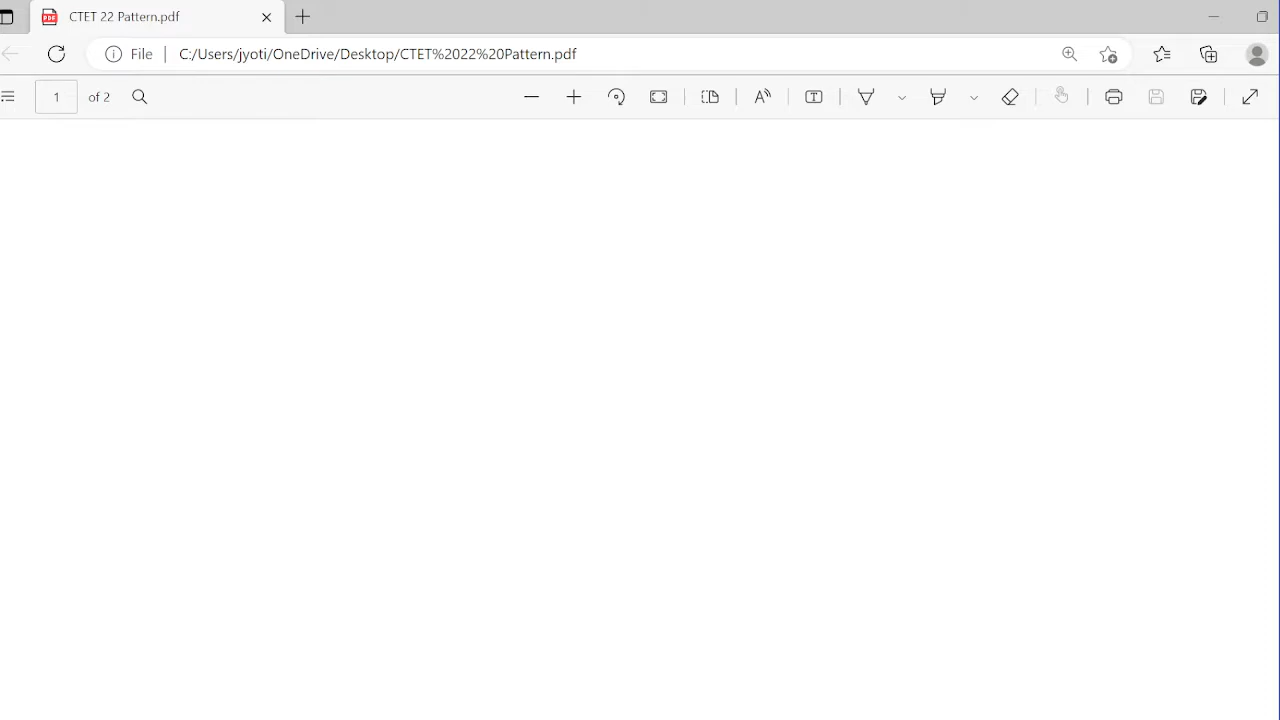 CTET 22 Pattern.pdf
File
C:/Users/jyoti/OneDrive/Desktop/CTET%2022%20Pattern.pdf
1 of 2